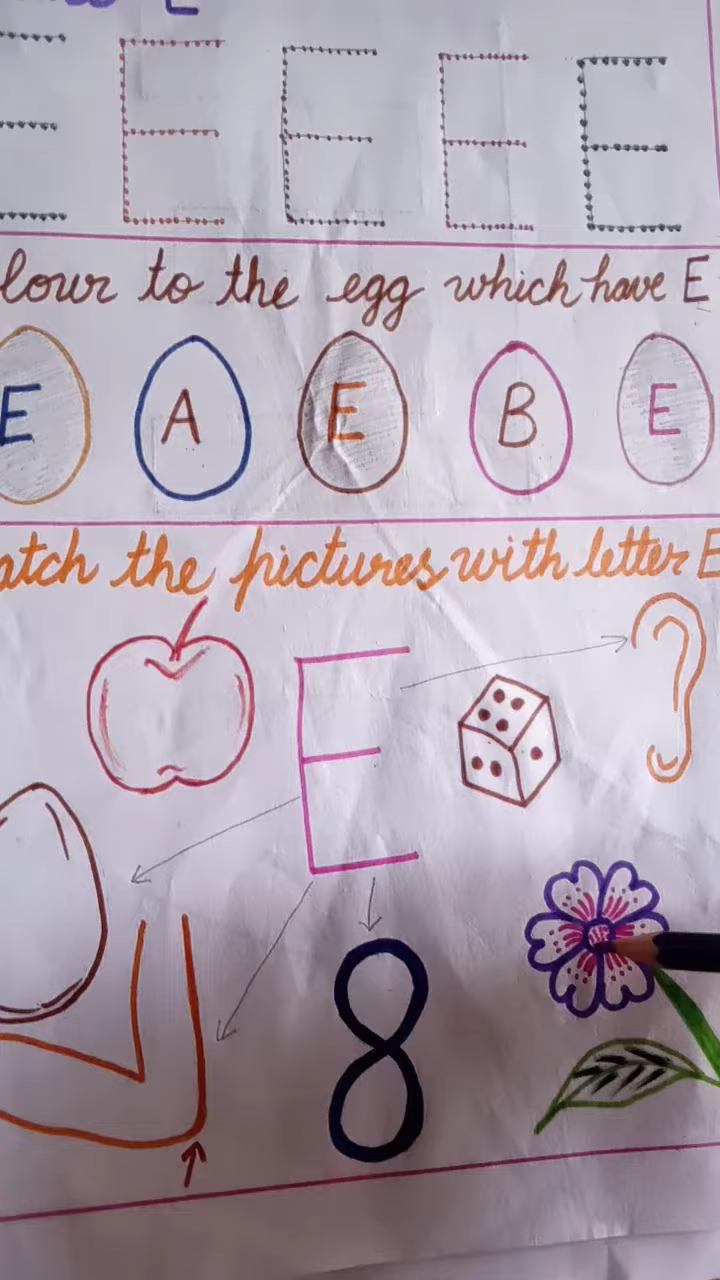 E
E E E E E
lour to the egg which have E
E A E B E
atch the pictures with letter E
E
8